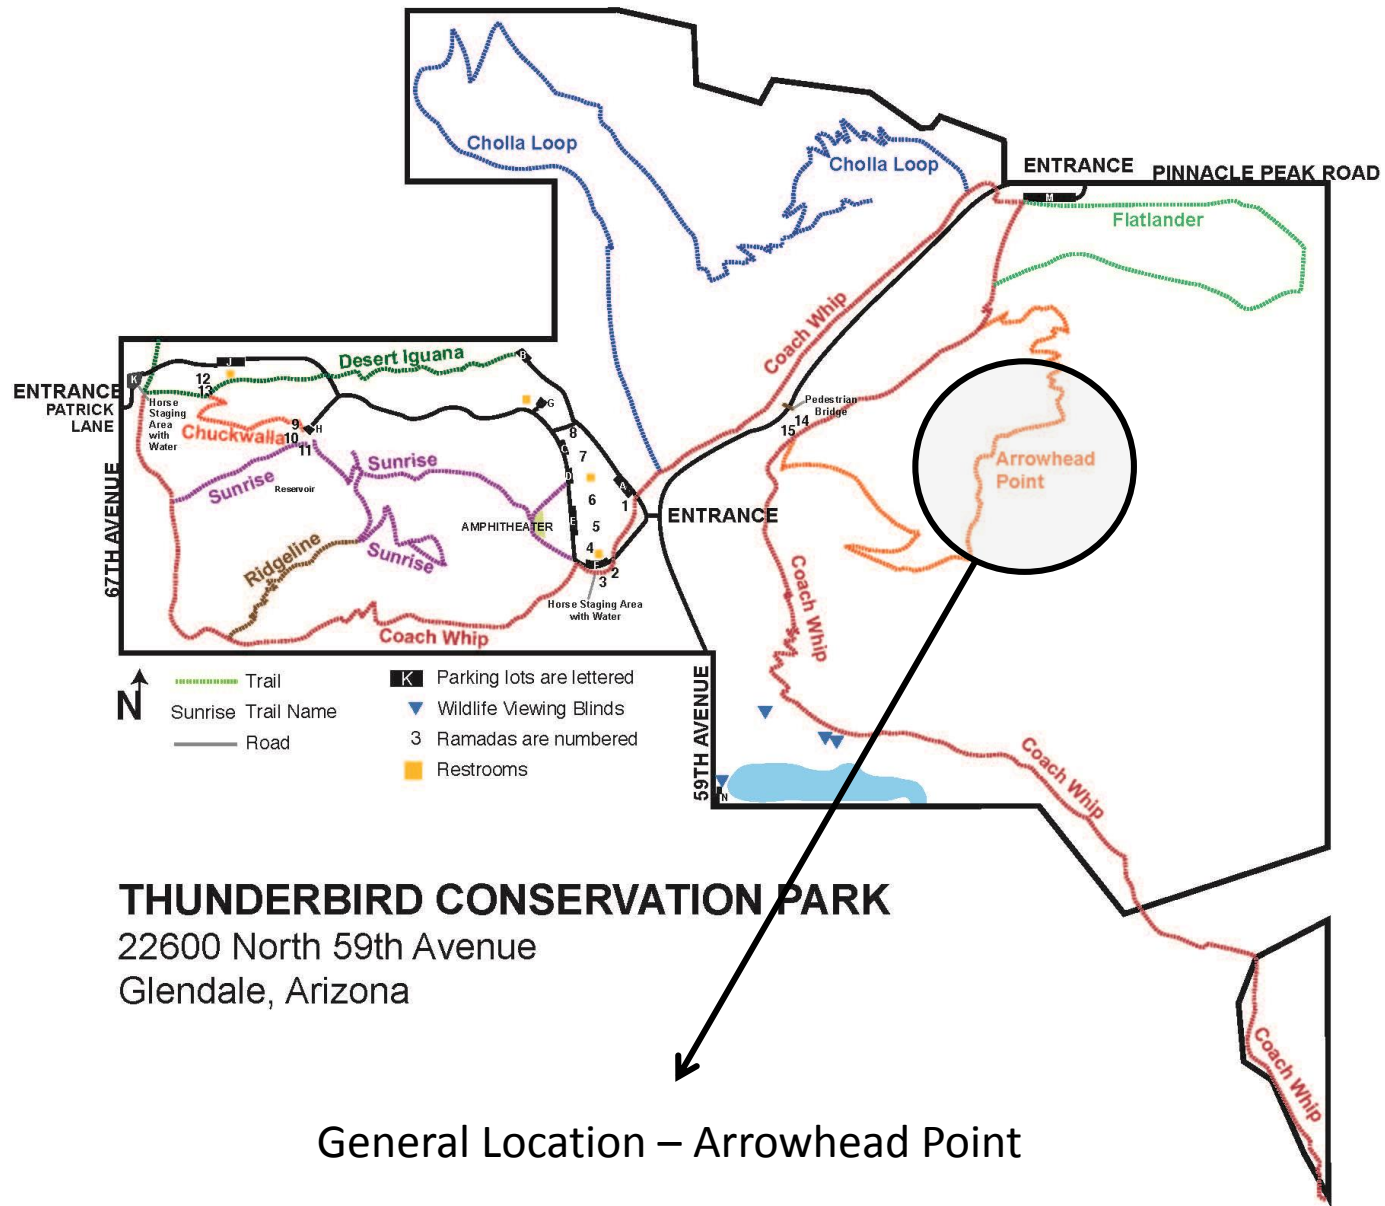 Cholla Loop
Cholla Loop
ENTRANCE
PINNACLE PEAK ROAD
M
Flatlander
Coach Whip
Desert Iguana
B
J
K
12
13
ENTRANCE
PATRICK
LANE
Horse
Staging
Area
with
Water
Chuckwalla
9
10
11
H
G
8
7
C
D
6
E
5
4
F
A
1
2
3
Pedestrian
Bridge
14
15
Arrowhead
Point
67TH AVENUE
Sunrise
Sunrise
Reservoir
AMPHITHEATER
ENTRANCE
Ridgeline
Sunrise
Coach Whip
Horse Staging Area
with Water
Coach Whip
Coach Whip
59TH AVENUE
N
N
Trail
Sunrise Trail Name
Road
K Parking lots are lettered
Wildlife Viewing Blinds
3 Ramadas are numbered
Restrooms
THUNDERBIRD CONSERVATION PARK
22600 North 59th Avenue
Glendale, Arizona
Coach Whip
General Location – Arrowhead Point